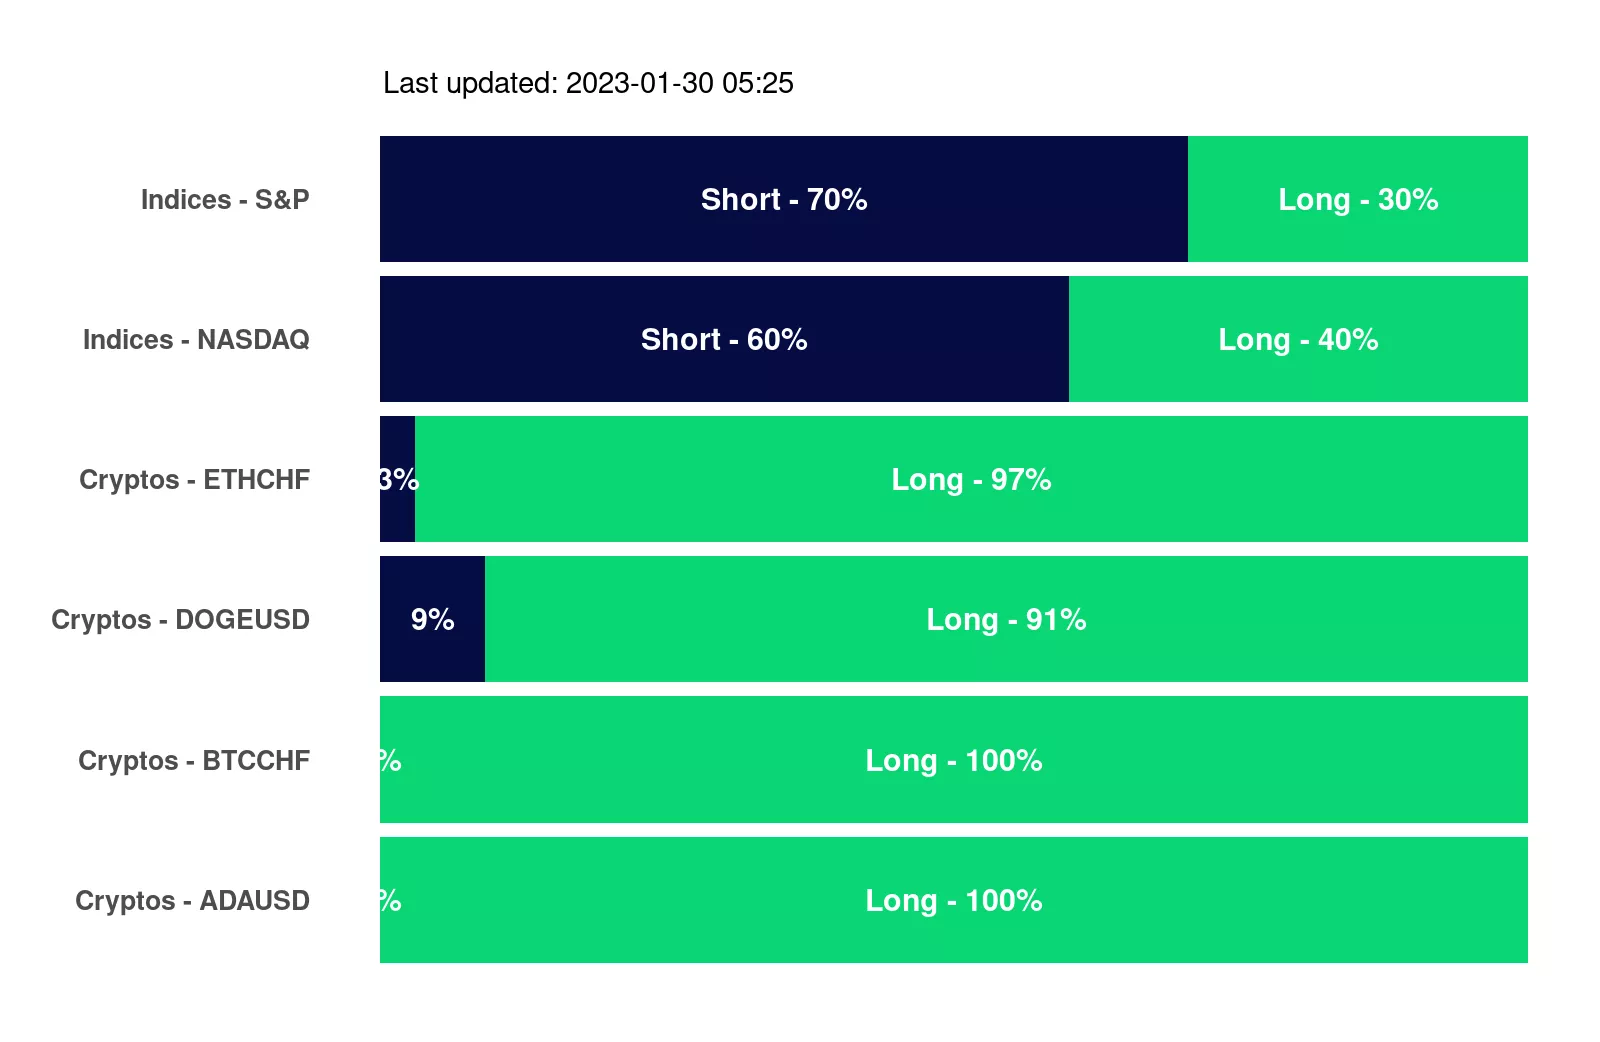 Last updated: 2023-01-30 05:25
Indices - S&P Short - 70% Long - 30%
Indices - NASDAQ Short - 60% Long - 40%
Cryptos - ETHCHF 3% Long - 97%
Cryptos - DOGEUSD 9% Long - 91%
Cryptos - BTCCHF % Long - 100%
Cryptos - ADAUSD % Long - 100%